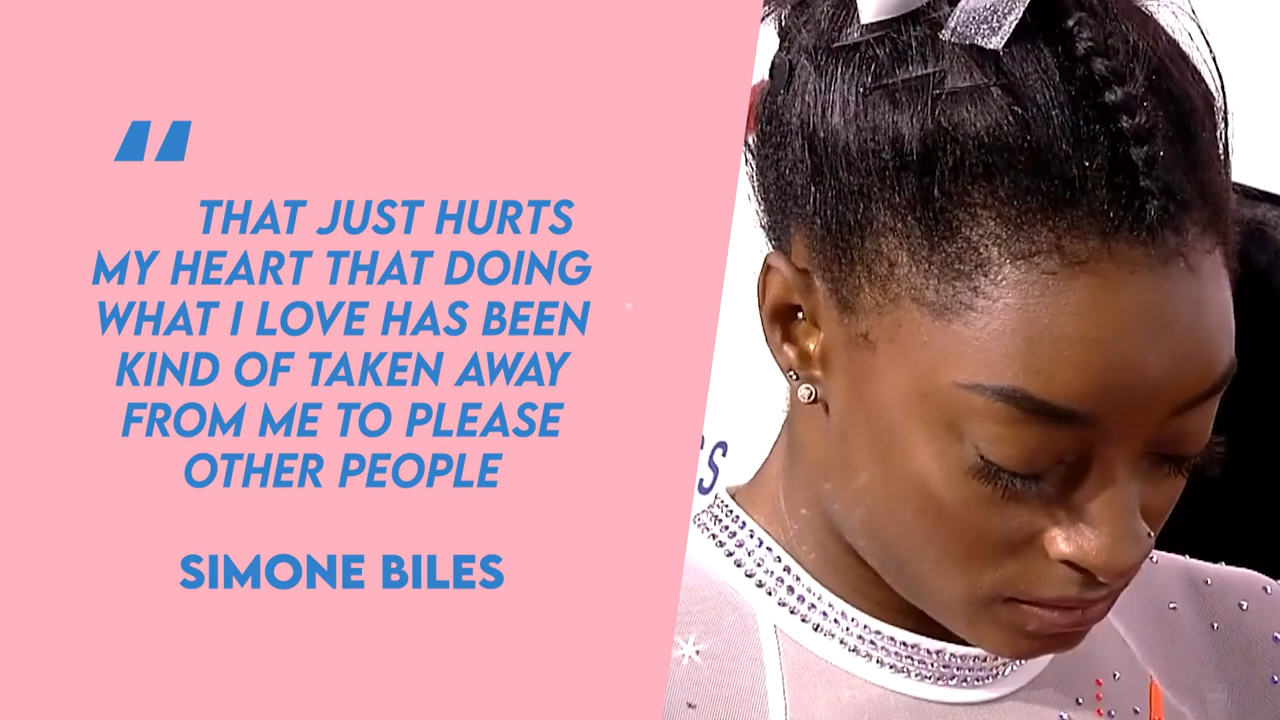 “
THAT JUST HURTS
MY HEART THAT DOING
WHAT I LOVE HAS BEEN
KIND OF TAKEN AWAY
FROM ME TO PLEASE
OTHER PEOPLE
SIMONE BILES